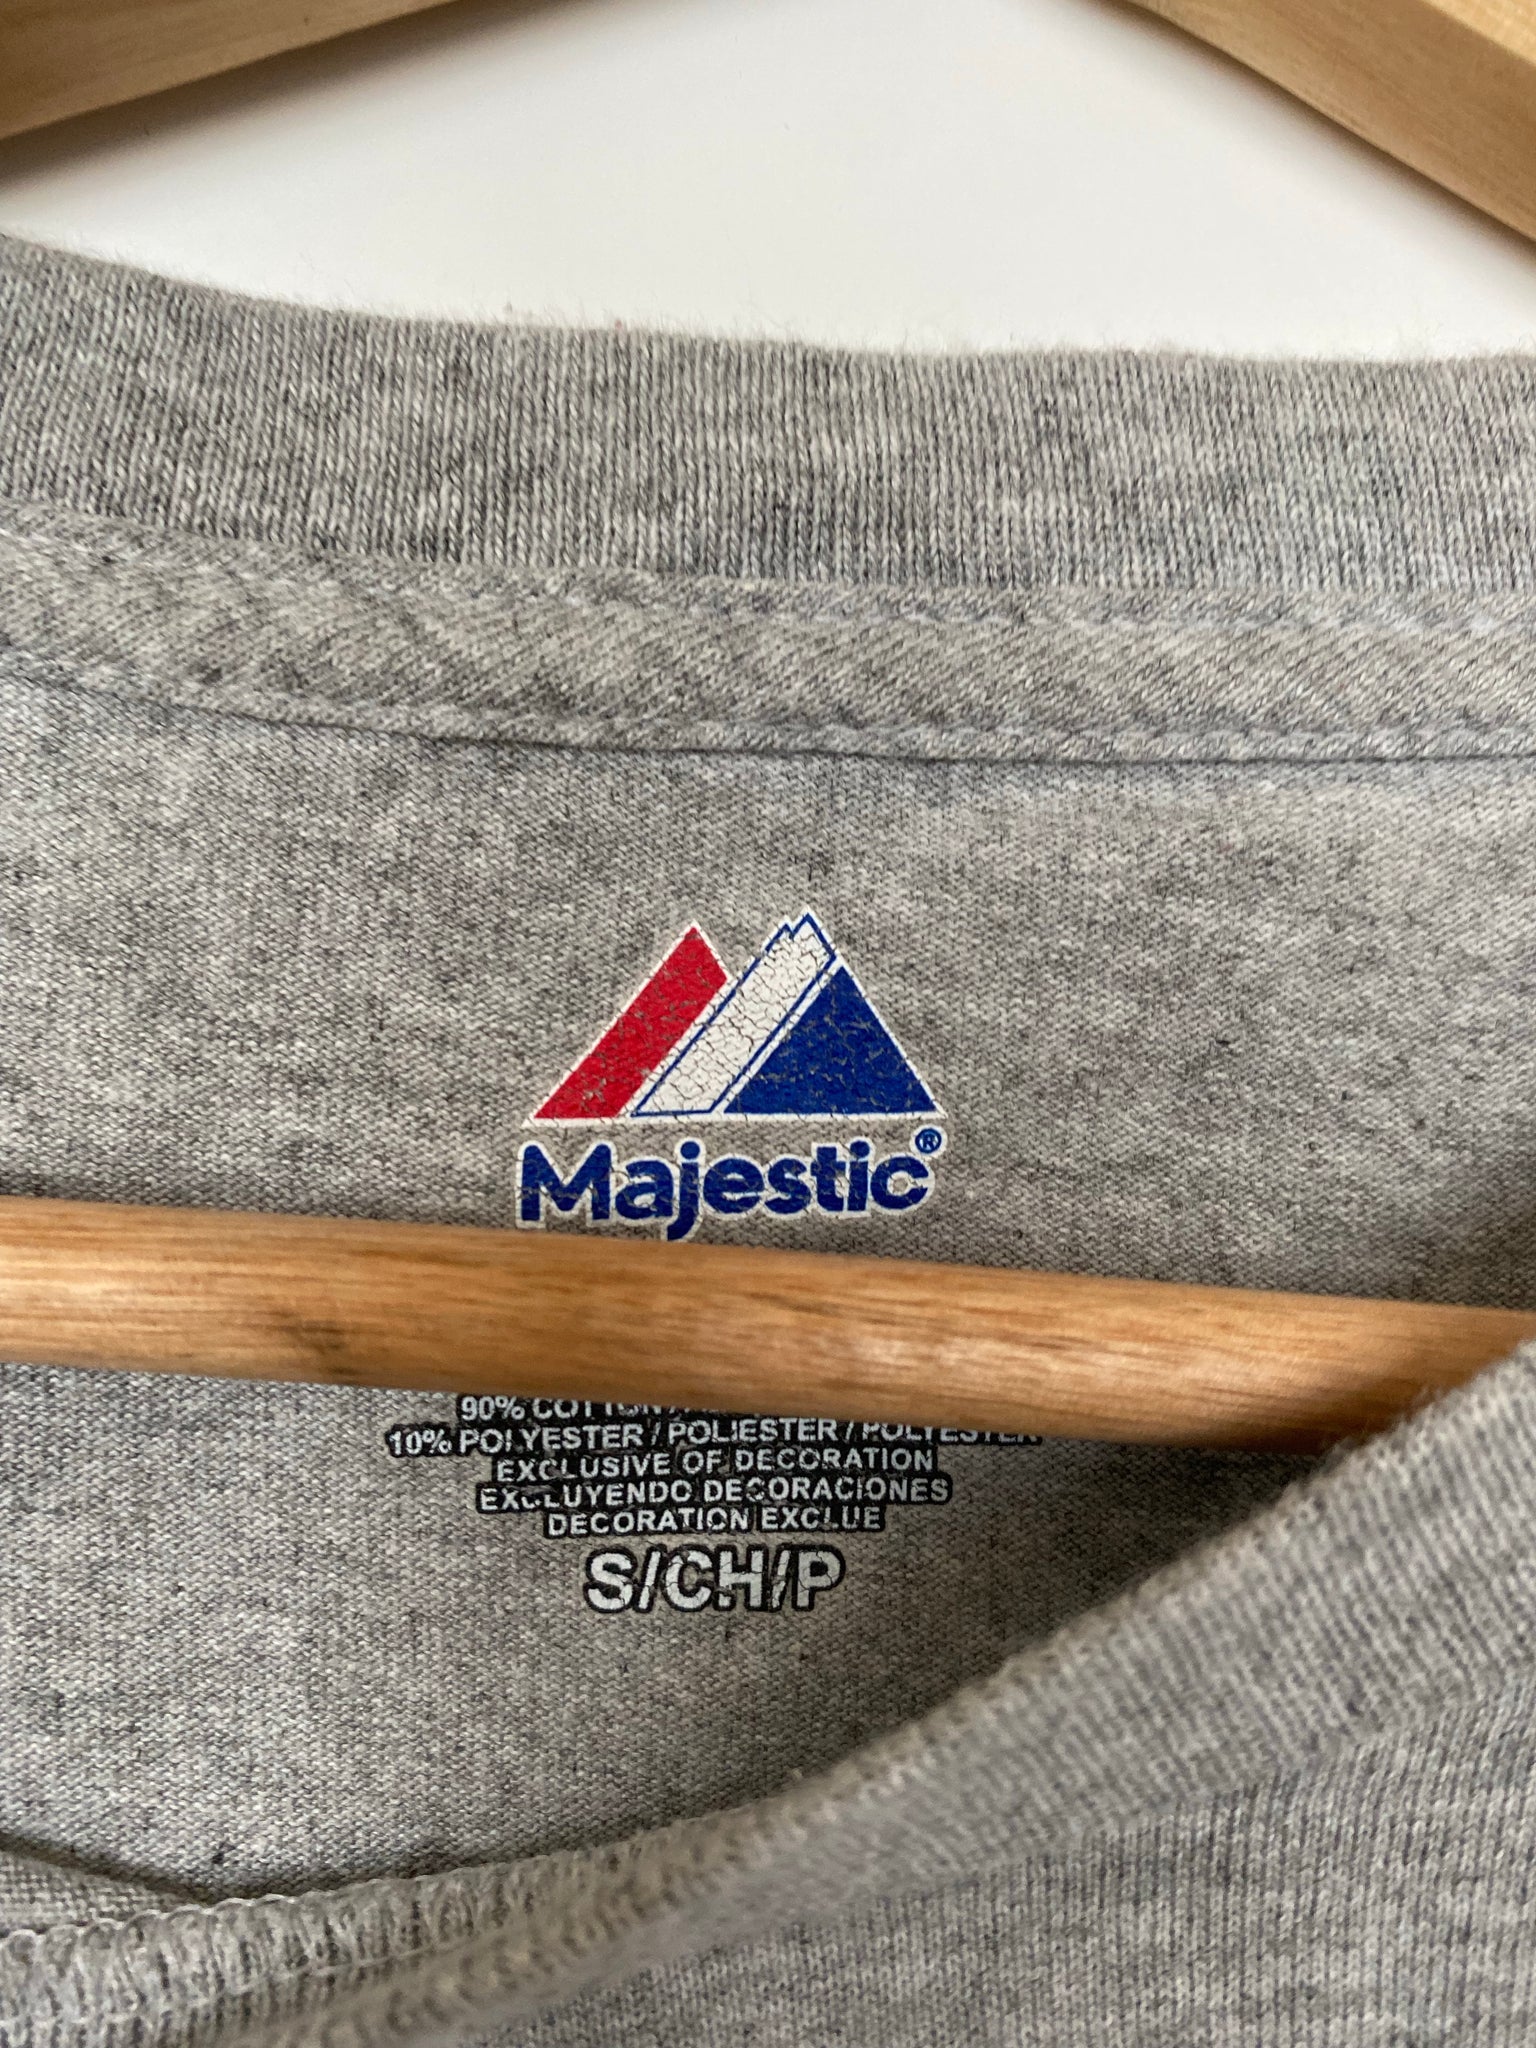 Majestic®
90% COTTON /
10% POLYESTER / POLIESTER / POLYESTER
EXCLUSIVE OF DECORATION
EXCLUYENDO DECORACIONES
DECORATION EXCLUE
S/CH/P